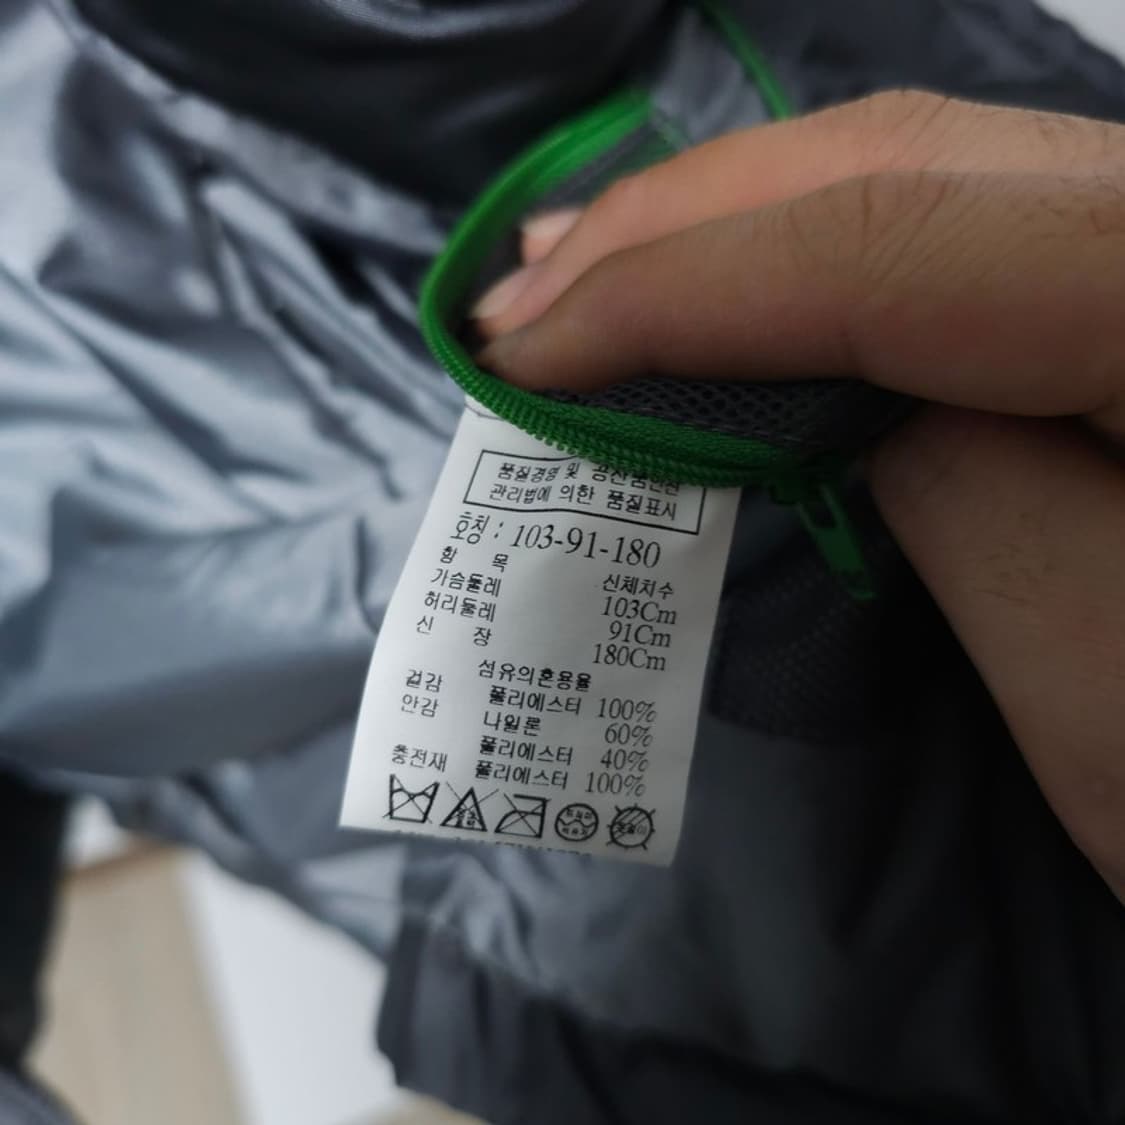 품질경영 및 공산품안전
관리법에 의한 품질표시
호칭 : 103-91-180
항 목 신체치수
가슴둘레 103Cm
허리둘레 91Cm
신 장 180Cm
섬유의혼용율
겉감 폴리에스터 100%
안감 나일론 60%
폴리에스터 40%
충전재 폴리에스터 100%